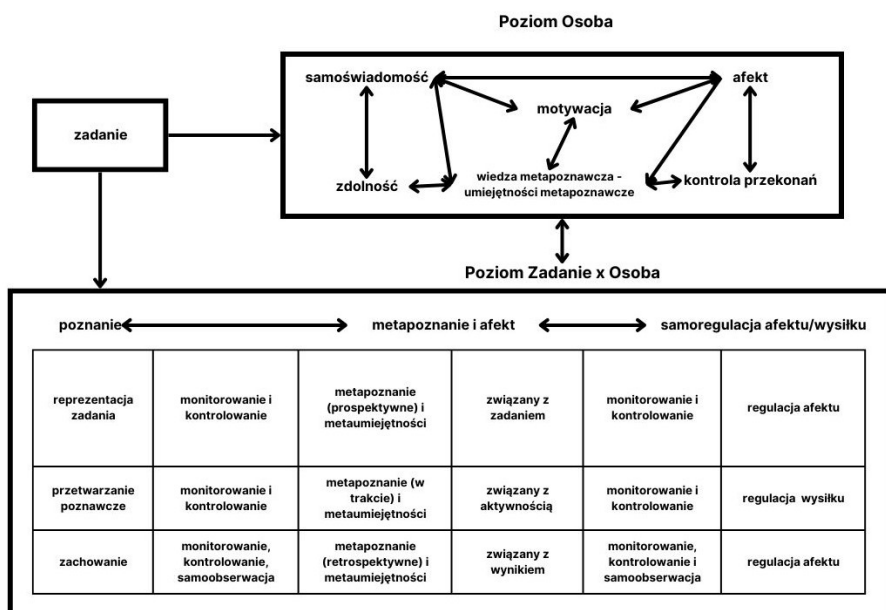 Poziom Osoba
samoświadomość
afekt
motywacja
zadanie
zdolność
wiedza metapoznawcza -
umiejętności metapoznawcze
kontrola przekonań
Poziom Zadanie x Osoba
poznanie
metapoznanie i afekt
samoregulacja afektu/wysiłku
reprezentacja
zadania
monitorowanie i
kontrolowanie
metapoznanie
(prospektywne) i
metaumiejętności
związany z
zadaniem
monitorowanie i
kontrolowanie
regulacja afektu
przetwarzanie
poznawcze
monitorowanie i
kontrolowanie
metapoznanie (w
trakcie) i
metaumiejętności
związany z
aktywnością
monitorowanie i
kontrolowanie
regulacja wysiłku
zachowanie
monitorowanie,
kontrolowanie,
samoobserwacja
metapoznanie
(retrospektywne) i
metaumiejętności
związany z
wynikiem
monitorowanie,
kontrolowanie i
samoobserwacja
regulacja afektu